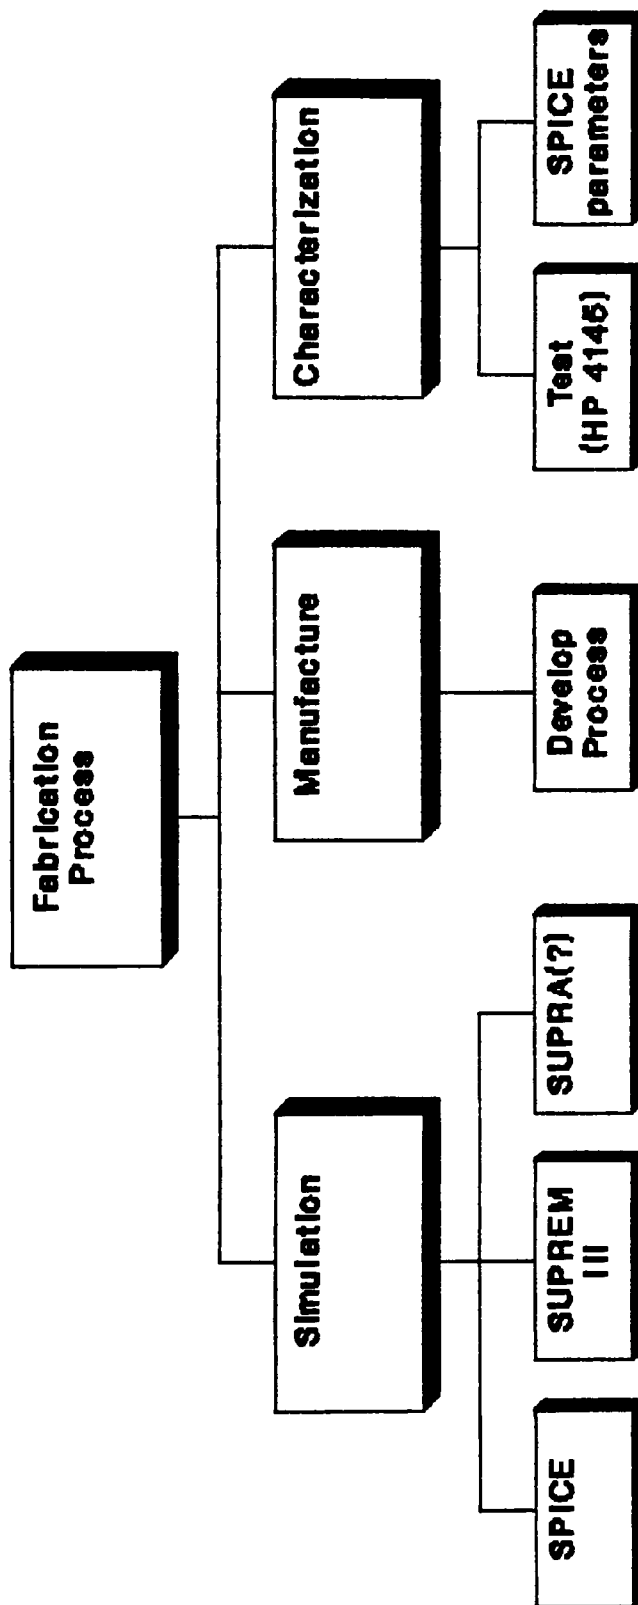 Fabrication
Process
Simulation
Manufacture
Characterization
SPICE
SUPREM
III
SUPRA(?)
Develop
Process
Test
(HP 4145)
SPICE
parameters